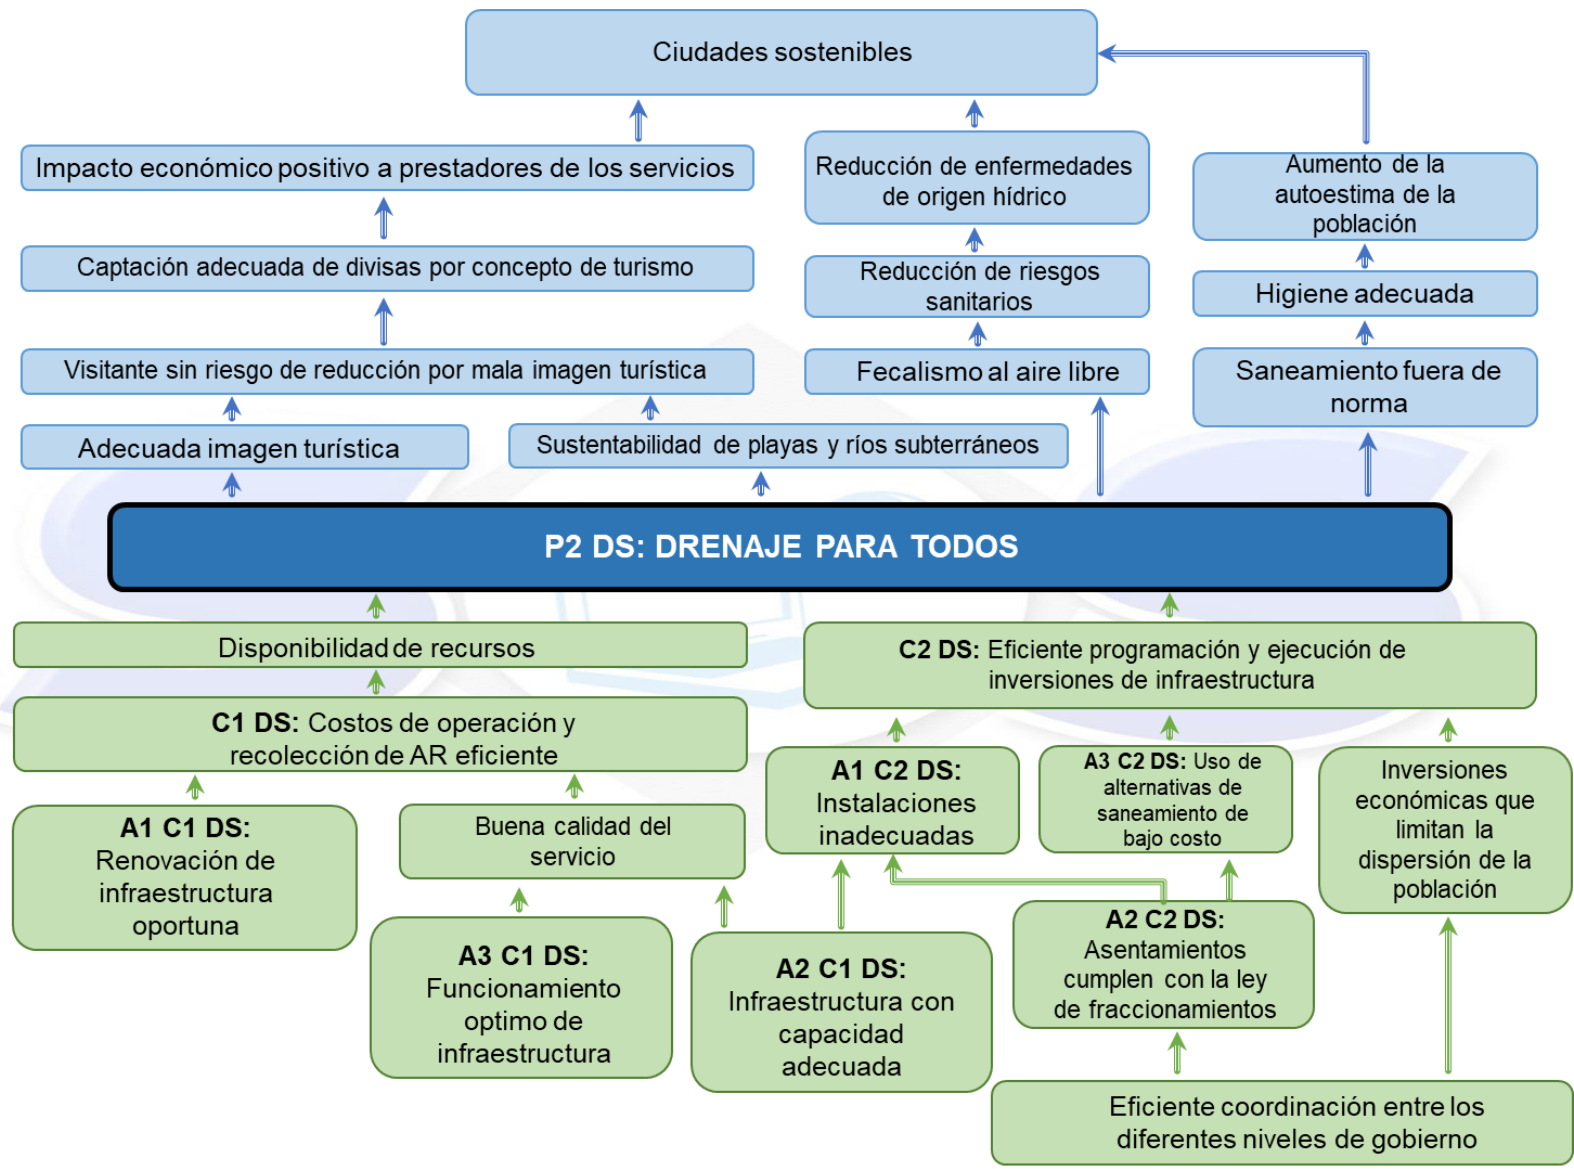 Ciudades sostenibles
Impacto económico positivo a prestadores de los servicios
Reducción de enfermedades
de origen hídrico
Aumento de la
autoestima de la
población
Captación adecuada de divisas por concepto de turismo
Reducción de riesgos
sanitarios
Higiene adecuada
Visitante sin riesgo de reducción por mala imagen turística
Fecalismo al aire libre
Saneamiento fuera de
norma
Adecuada imagen turística
Sustentabilidad de playas y ríos subterráneos
P2 DS: DRENAJE PARA TODOS
Disponibilidad de recursos
C2 DS: Eficiente programación y ejecución de
inversiones de infraestructura
C1 DS: Costos de operación y
recolección de AR eficiente
A1 C2 DS:
Instalaciones
inadecuadas
A3 C2 DS: Uso de
alternativas de
saneamiento de
bajo costo
Inversiones
económicas que
limitan la
dispersión de la
población
A1 C1 DS:
Renovación de
infraestructura
oportuna
Buena calidad del
servicio
A3 C1 DS:
Funcionamiento
optimo de
infraestructura
A2 C1 DS:
Infraestructura con
capacidad
adecuada
A2 C2 DS:
Asentamientos
cumplen con la ley
de fraccionamientos
Eficiente coordinación entre los
diferentes niveles de gobierno